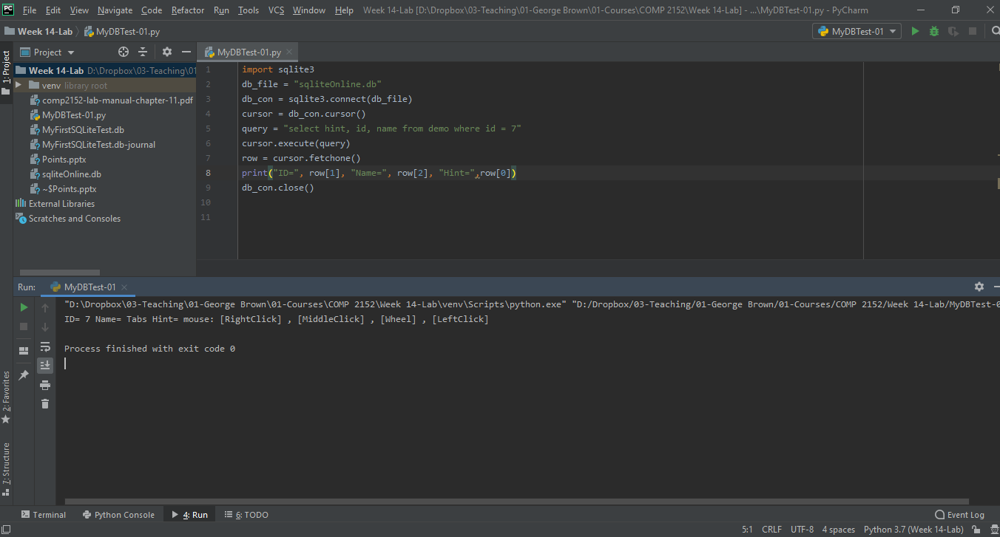 PC File Edit View Navigate Code Refactor Run Tools VCS Window Help Week 14-Lab [D:\Dropbox\03-Teaching\01-George Brown\01-Courses\COMP 2152\Week 14-Lab] - ...\MyDBTest-01.py - PyCharm
Week 14-Lab MyDBTest-01.py MyDBTest-01
Project MyDBTest-01.py
1: Project
Week 14-Lab D:\Dropbox\03-Teaching\01
venv library root
comp2152-lab-manual-chapter-11.pdf
MyDBTest-01.py
MyFirstSQLiteTest.db
MyFirstSQLiteTest.db-journal
Points.pptx
sqliteOnline.db
~$Points.pptx
External Libraries
Scratches and Consoles
1 import sqlite3
2 db_file = "sqliteOnline.db"
3 db_con = sqlite3.connect(db_file)
4 cursor = db_con.cursor()
5 query = "select hint, id, name from demo where id = 7"
6 cursor.execute(query)
7 row = cursor.fetchone()
8 print("ID=", row[1], "Name=", row[2], "Hint=",row[0])
9 db_con.close()
10
11
Run: MyDBTest-01
"D:\Dropbox\03-Teaching\01-George Brown\01-Courses\COMP 2152\Week 14-Lab\venv\Scripts\python.exe" "D:/Dropbox/03-Teaching/01-George Brown/01-Courses/COMP 2152/Week 14-Lab/MyDBTest-0
ID= 7 Name= Tabs Hint= mouse: [RightClick] , [MiddleClick] , [Wheel] , [LeftClick]
Process finished with exit code 0
2: Favorites
7: Structure
Terminal Python Console 4: Run 6: TODO Event Log
5:1 CRLF UTF-8 4 spaces Python 3.7 (Week 14-Lab)